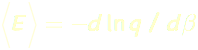 ⟨ε⟩ = −d ln q / dβ